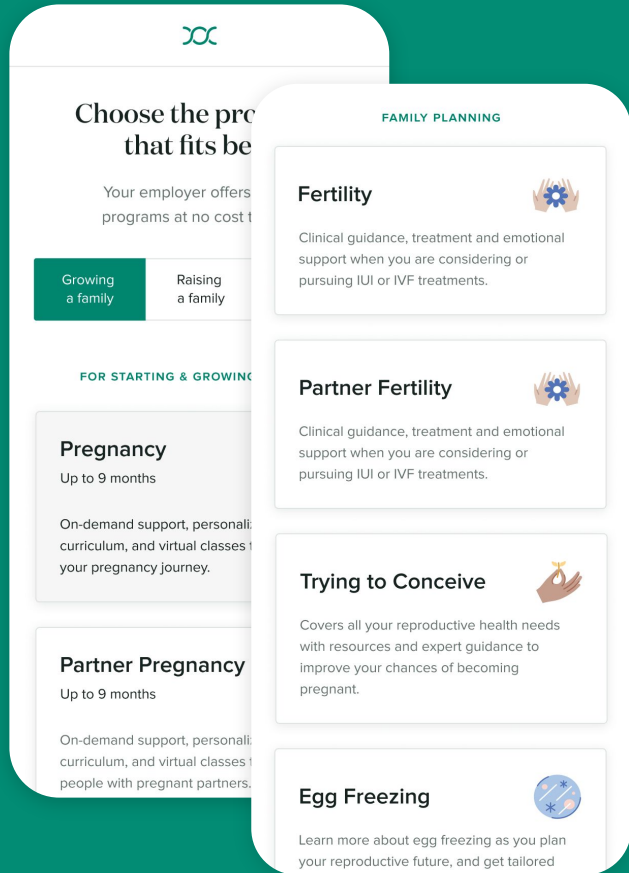 Choose the
that fits
Your employer offers
programs at no cost
Growing
a family
Raising
a family
FOR STARTING & GROWING
Pregnancy
Up to 9 months
On-demand support,
curriculum, and virtual classes
your pregnancy journey.
Partner Pregnancy
Up to 9 months
On-demand support,
curriculum, and virtual classes
people with pregnant partners.
FAMILY PLANNING
Fertility
Clinical guidance, treatment and emotional
support when you are considering or
pursuing IUI or IVF treatments.
Partner Fertility
Clinical guidance, treatment and emotional
support when you are considering or
pursuing IUI or IVF treatments.
Trying to Conceive
Covers all your reproductive health needs
with resources and expert guidance to
improve your chances of becoming
pregnant.
Egg Freezing
Learn more about egg freezing as you plan
your reproductive future, and get tailored